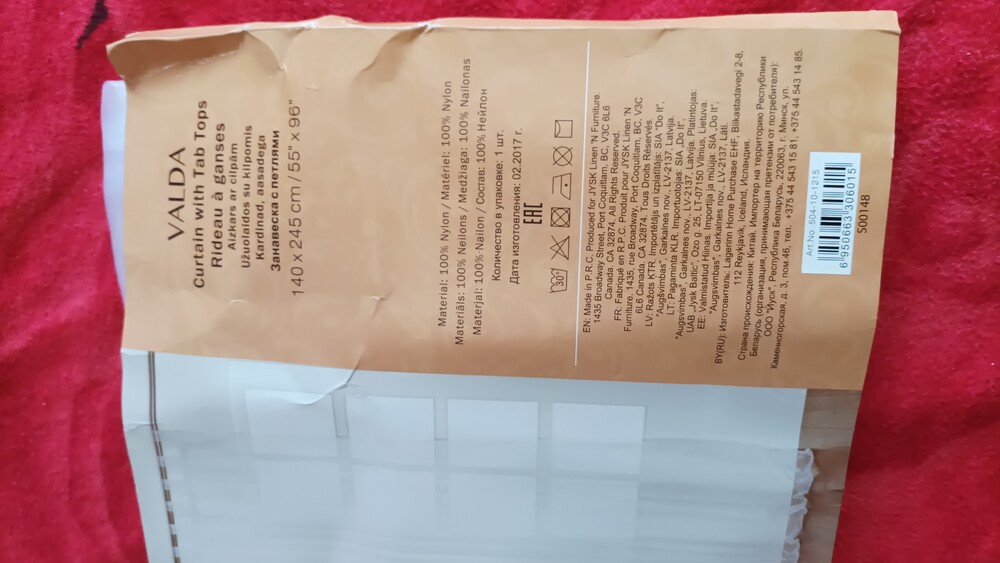 VALDA
Curtain with Tab Tops
Rideau à ganses
Aizkars ar cilpām
Užuolaidos su kilpomis
Kardinad, aasadega
Занавеска с петлями
140 x 245 cm / 55" x 96"
Material: 100% Nylon / Matériel: 100% Nylon
Materiāls: 100% Neilons / Medžiaga: 100% Nailonas
Materjal: 100% Nailon / Состав: 100% Нейлон
Количество в упаковке: 1 шт.
Дата изготовления: 02.2017 г.
EAC
30°
EN: Made in P.R.C. Produced for JYSK Linen 'N Furniture.
1435 Broadway Street, Port Coquitlam, BC, V3C 6L6
Canada, CA 32874. All Rights Reserved.
FR: Fabriqué en R.P.C. Produit pour JYSK Linen 'N
Furniture. 1435, rue Broadway, Port Coquitlam, BC, V3C
6L6 Canada, CA 32874. Tous Droits Réservés.
LV: Ražots KTR. Importētājs un izplatītājs: SIA "Do It",
"Augšvimbas", Garkalnes nov., LV-2137, Latvija.
LT: Pagaminta KLR. Importuotojas: SIA „Do It",
"Augsvimbas", Garkalnes nov., LV-2137, Latvija. Platintojas:
UAB „Jysk Baltic", Ozo g. 25, LT-07150 Vilnius, Lietuva.
EE: Valmistatud Hiinas. Importija ja müüja: SIA „Do It",
"Augsvimbas", Garkalnes nov., LV-2137, Läti.
BY(RU): Изготовитель: Lagerinn Home Purchase EHF, Blikastadavegi 2-8,
112 Reykjavik, Iceland, Исландия.
Страна происхождения: Китай. Импортер на территорию Республики
Беларусь (организация, принимающая претензии от потребителя):
ООО "Йуск", Республика Беларусь, 220063, г. Минск, ул.
Каменногорская, д. 3, пом.46, тел. +375 44 543 15 81, +375 44 543 14 85.
Art.No. 504-10-1215
6 950663 306015
S00148